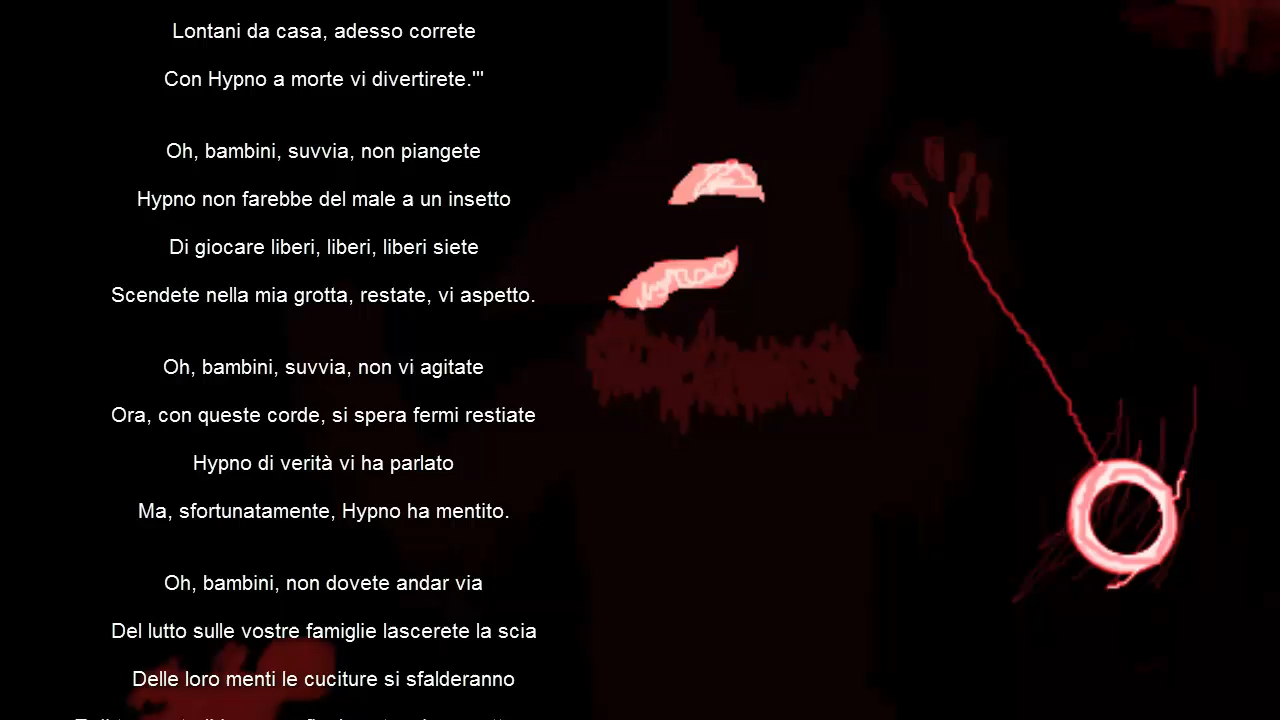 Lontani da casa, adesso correte
Con Hypno a morte vi divertirete.'''
Oh, bambini, suvvia, non piangete
Hypno non farebbe del male a un insetto
Di giocare liberi, liberi, liberi siete
Scendete nella mia grotta, restate, vi aspetto.
Oh, bambini, suvvia, non vi agitate
Ora, con queste corde, si spera fermi restiate
Hypno di verità vi ha parlato
Ma, sfortunatamente, Hypno ha mentito.
Oh, bambini, non dovete andar via
Del lutto sulle vostre famiglie lascerete la scia
Delle loro menti le cuciture si sfalderanno